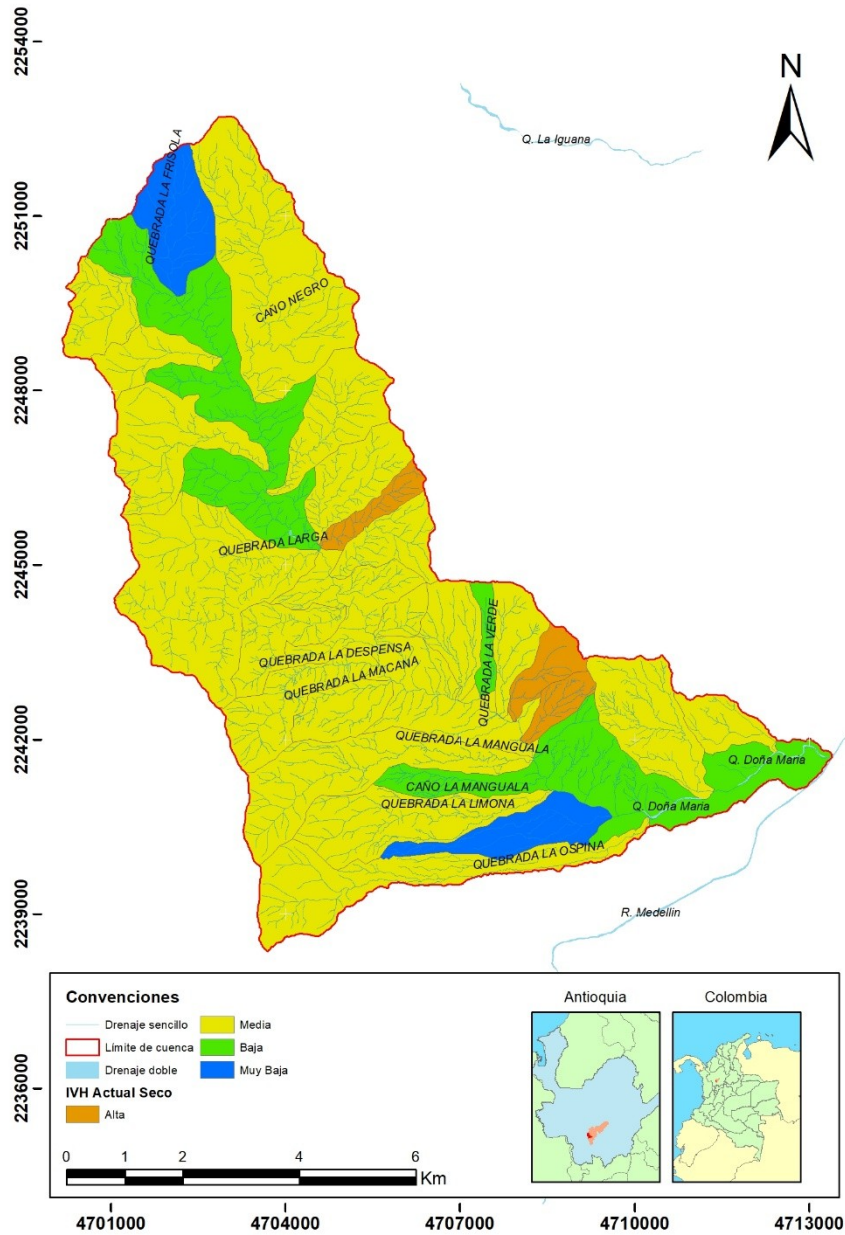 2254000
2251000
2248000
2245000
2242000
2239000
2236000
N
Q. La Iguana
QUEBRADA LA FRISOLA
CAÑO NEGRO
QUEBRADA LARGA
QUEBRADA LA VERDE
QUEBRADA LA DESPENSA
QUEBRADA LA MACANA
QUEBRADA LA MANGUALA
Q. Doña Maria
CAÑO LA MANGUALA
QUEBRADA LA LIMONA
Q. Doña Maria
QUEBRADA LA OSPINA
R. Medellin
Convenciones
Drenaje sencillo
Límite de cuenca
Drenaje doble
IVH Actual Seco
Alta
Media
Baja
Muy Baja
Antioquia
Colombia
0 1 2 4 6
Km
4701000 4704000 4707000 4710000 4713000